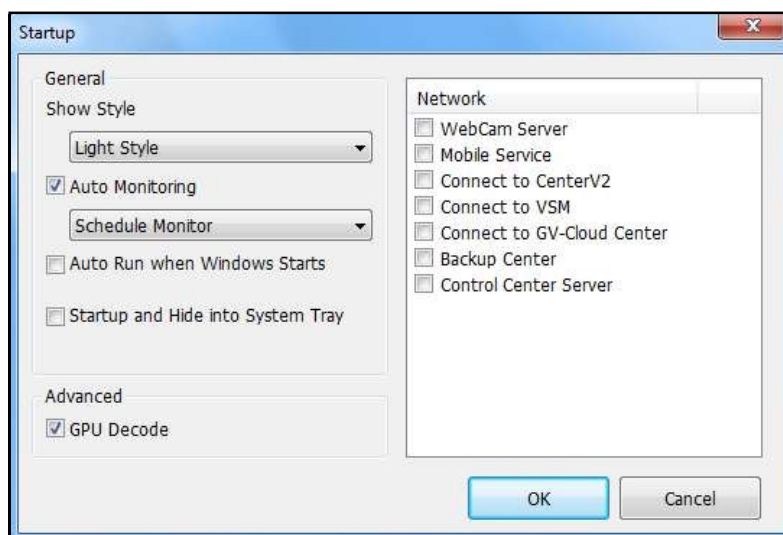 Startup
General
Show Style
Light Style
Auto Monitoring
Schedule Monitor
Auto Run when Windows Starts
Startup and Hide into System Tray
Advanced
GPU Decode
Network
WebCam Server
Mobile Service
Connect to CenterV2
Connect to VSM
Connect to GV-Cloud Center
Backup Center
Control Center Server
OK
Cancel